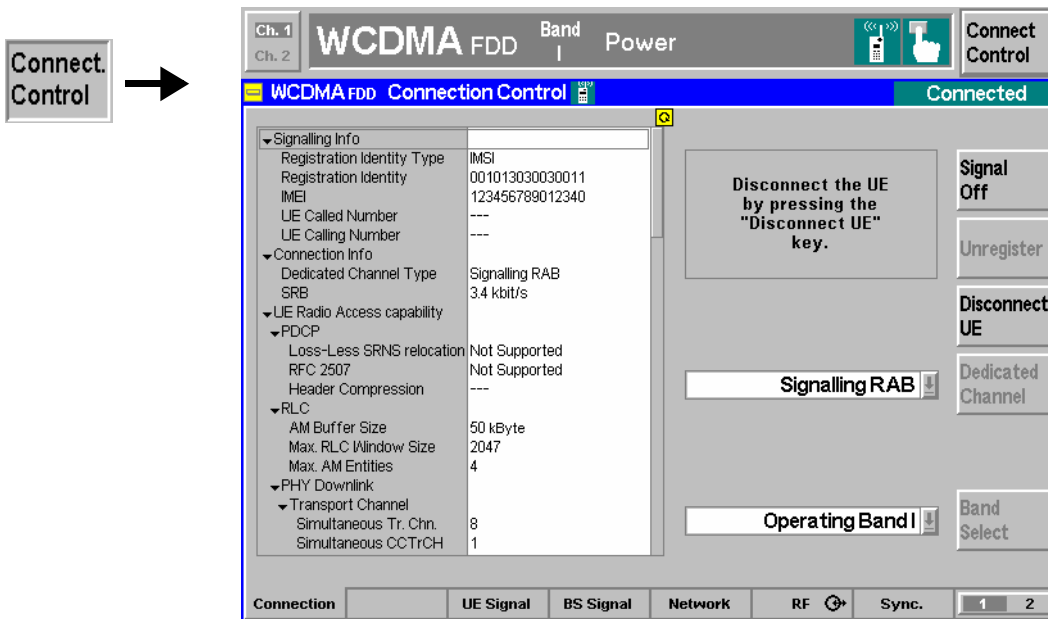 Connect.
Control
Ch. 1
Ch. 2
WCDMA FDD
Band
I
Power
Connect
Control
WCDMA FDD Connection Control
Connected
Signalling Info
Registration Identity Type IMSI
Registration Identity 001013030030011
IMEI 123456789012340
UE Called Number ---
UE Calling Number ---
Connection Info
Dedicated Channel Type Signalling RAB
SRB 3.4 kbit/s
UE Radio Access capability
PDCP
Loss-Less SRNS relocation Not Supported
RFC 2507 Not Supported
Header Compression ---
RLC
AM Buffer Size 50 kByte
Max. RLC Window Size 2047
Max. AM Entities 4
PHY Downlink
Transport Channel
Simultaneous Tr. Chn. 8
Simultaneous CCTrCH 1
Disconnect the UE
by pressing the
"Disconnect UE"
key.
Signalling RAB
Operating Band I
Signal
Off
Unregister
Disconnect
UE
Dedicated
Channel
Band
Select
Connection
UE Signal
BS Signal
Network
RF
Sync.
1 2